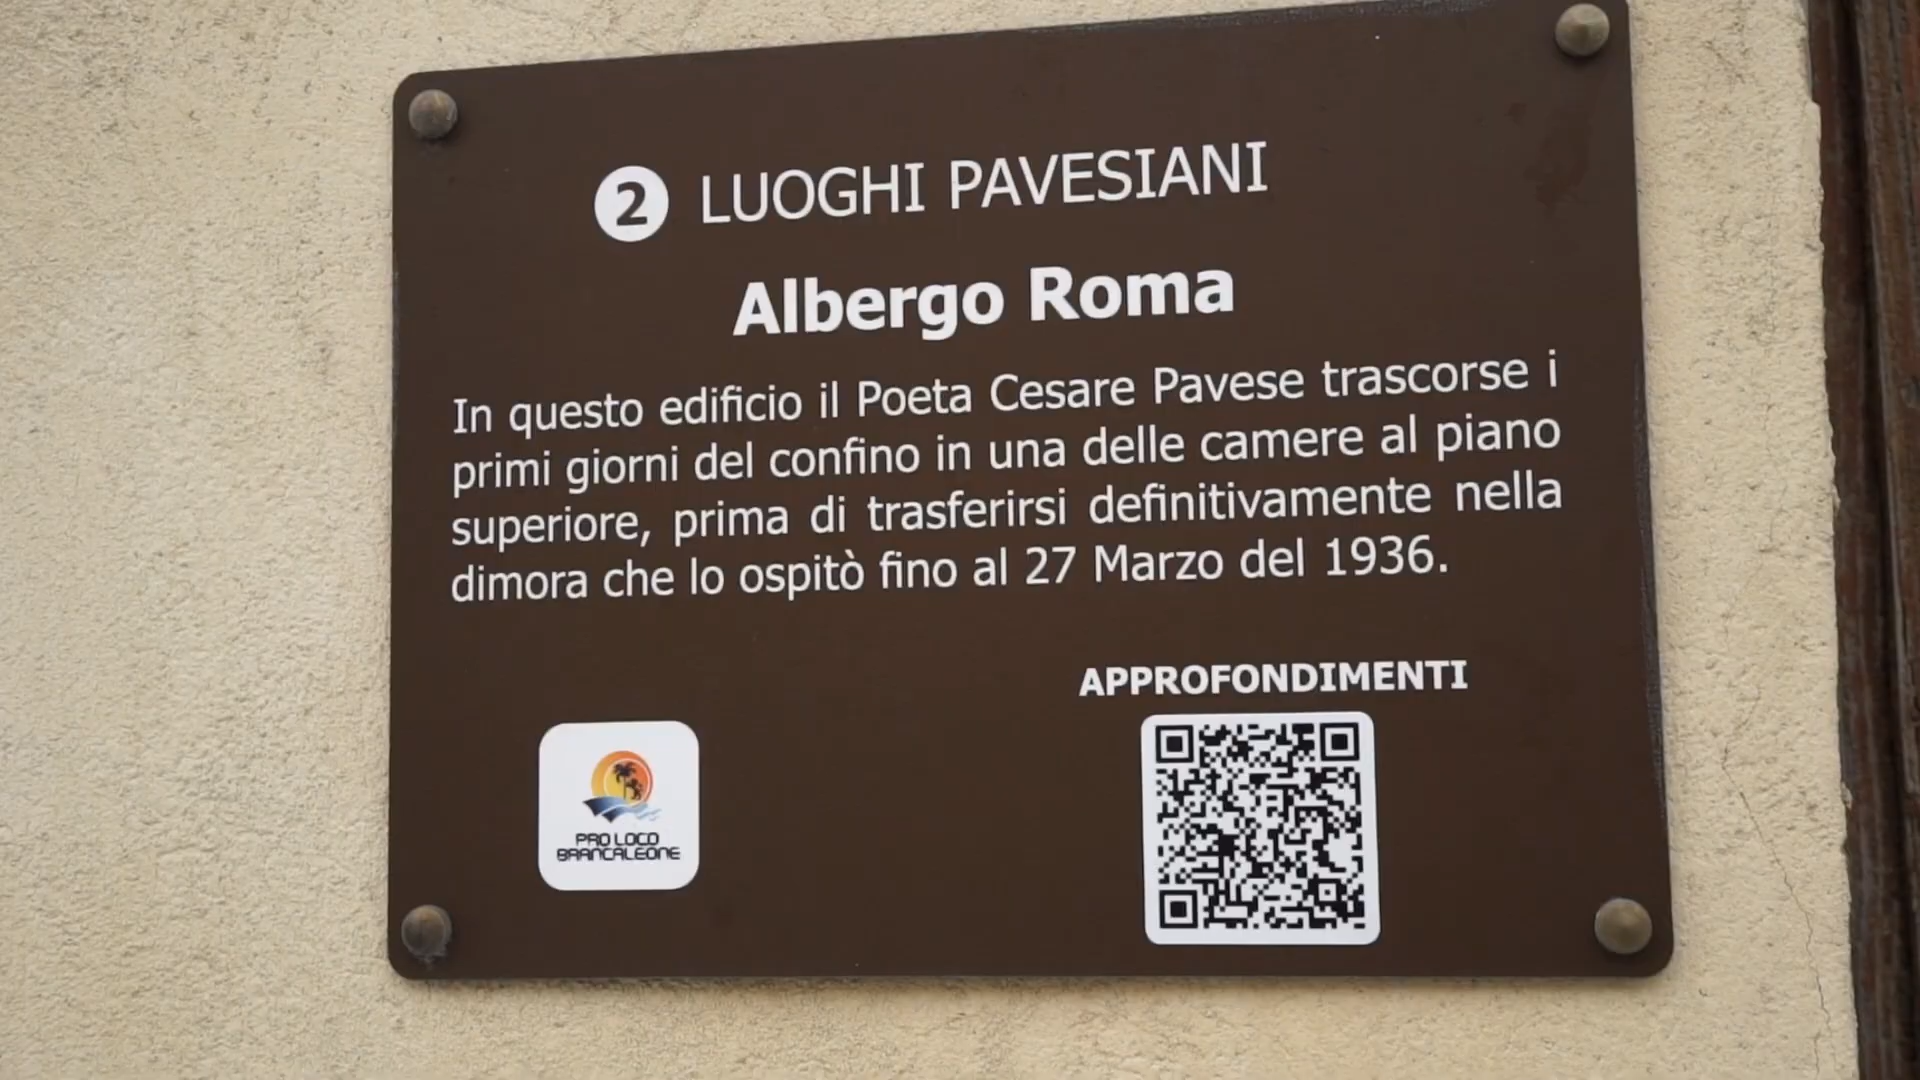 2 LUOGHI PAVESIANI
Albergo Roma
In questo edificio il Poeta Cesare Pavese trascorse i
primi giorni del confino in una delle camere al piano
superiore, prima di trasferirsi definitivamente nella
dimora che lo ospitò fino al 27 Marzo del 1936.
APPROFONDIMENTI
PRO LOCO
BRANCALEONE